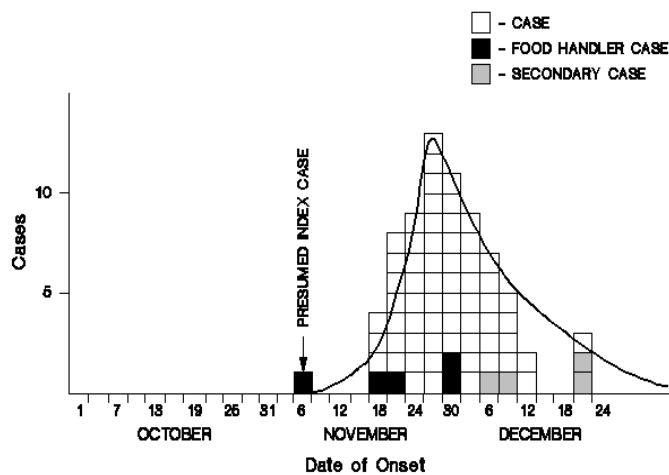 - CASE
- FOOD HANDLER CASE
- SECONDARY CASE
PRESUMED INDEX CASE
Cases
10
5
1 7 13 19 26 31 6 12 18 24 30 6 12 18 24
OCTOBER NOVEMBER DECEMBER
Date of Onset